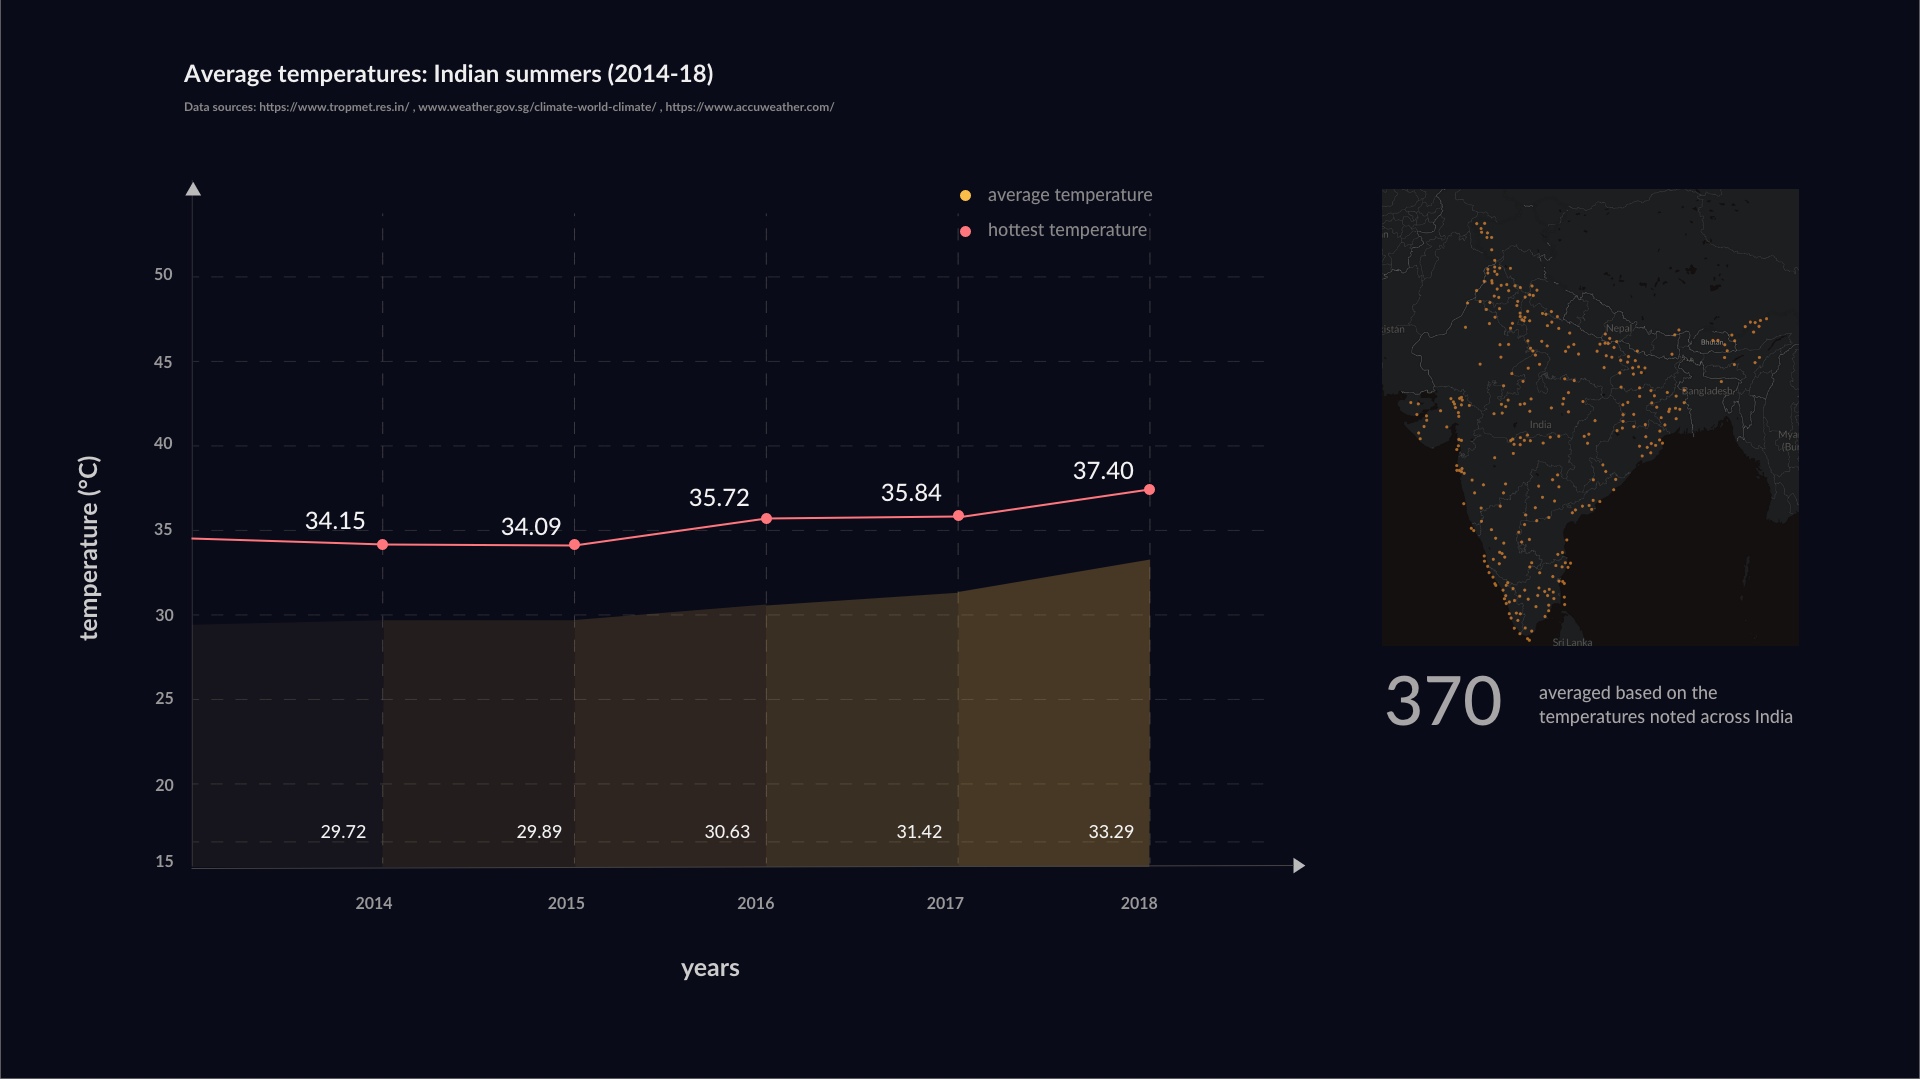 Average temperatures: Indian summers (2014-18)
Data sources: https://www.tropmet.res.in/ , www.weather.gov.sg/climate-world-climate/ , https://www.accuweather.com/
average temperature
hottest temperature
50
45
40
35
30
25
20
15
temperature (°C)
34.15
34.09
35.72
35.84
37.40
29.72
29.89
30.63
31.42
33.29
2014
2015
2016
2017
2018
years
istan
Nepal
Bhutan
Bangladesh
India
Mya
(Bur
Sri Lanka
370
averaged based on the
temperatures noted across India